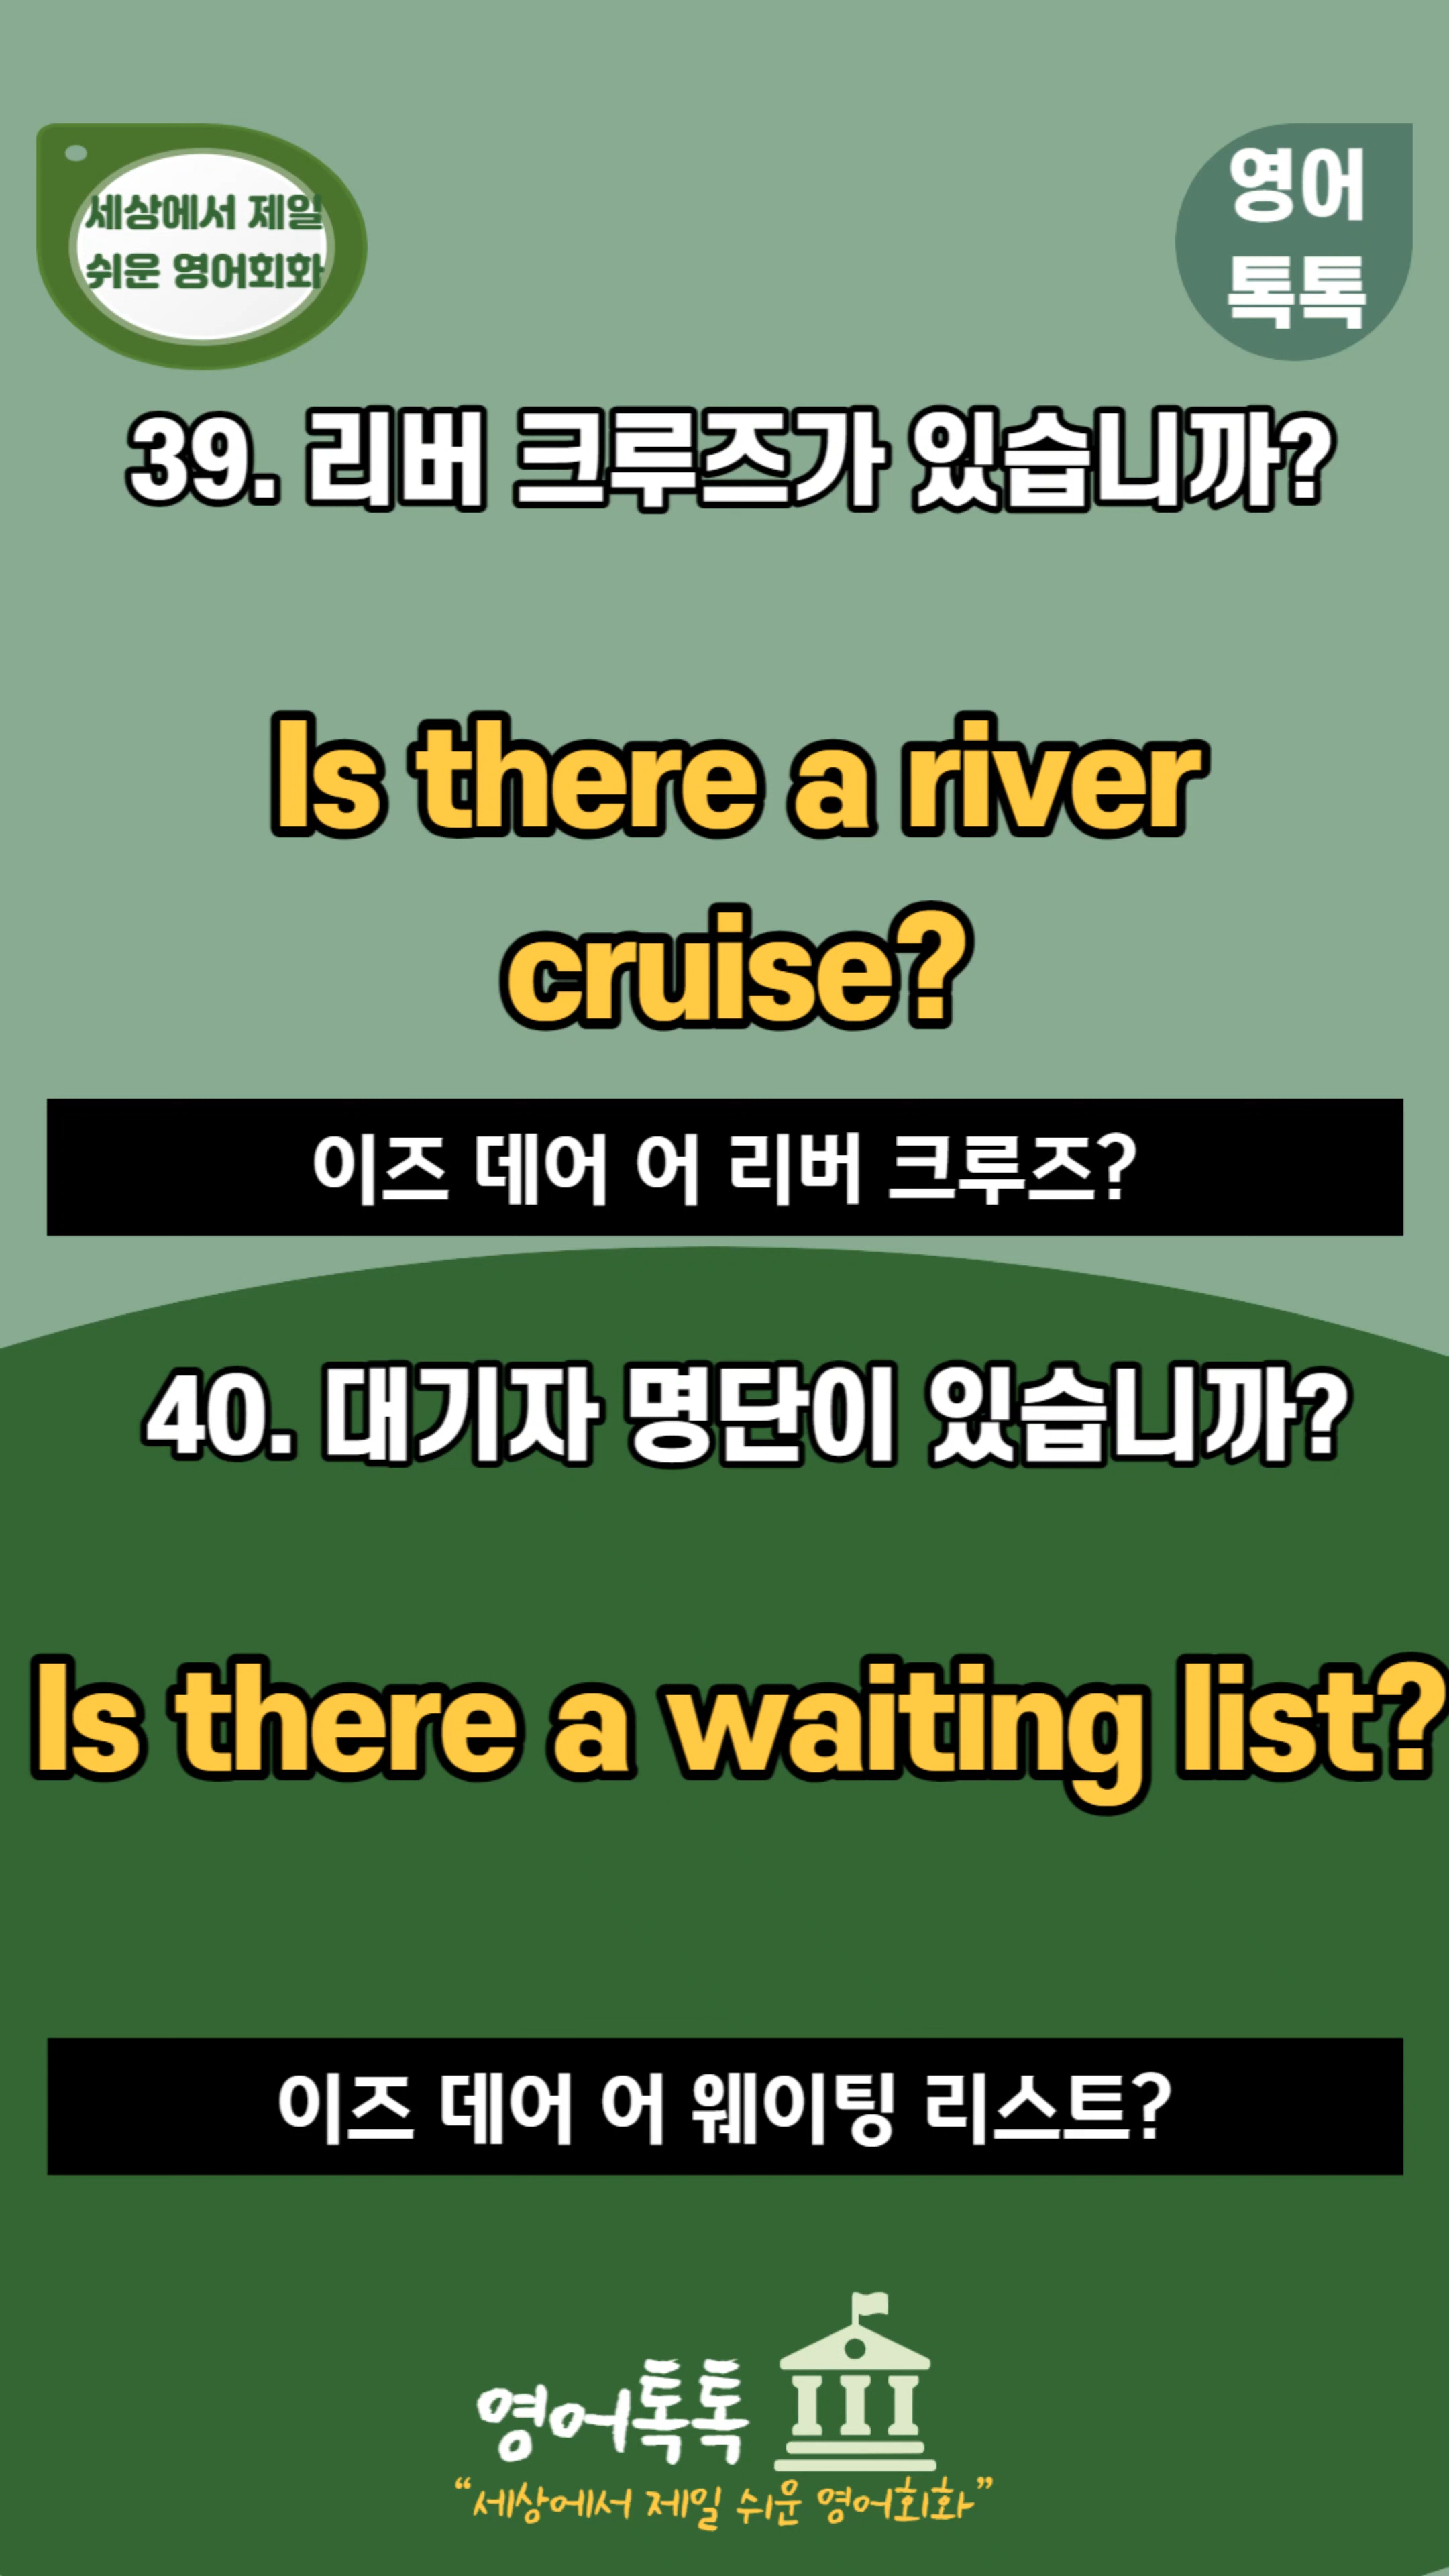 세상에서 제일
쉬운 영어회화
영어
톡톡
39. 리버 크루즈가 있습니까?
Is there a river
cruise?
이즈 데어 어 리버 크루즈?
40. 대기자 명단이 있습니까?
Is there a waiting list?
이즈 데어 어 웨이팅 리스트?
영어톡톡
“세상에서 제일 쉬운 영어회화”